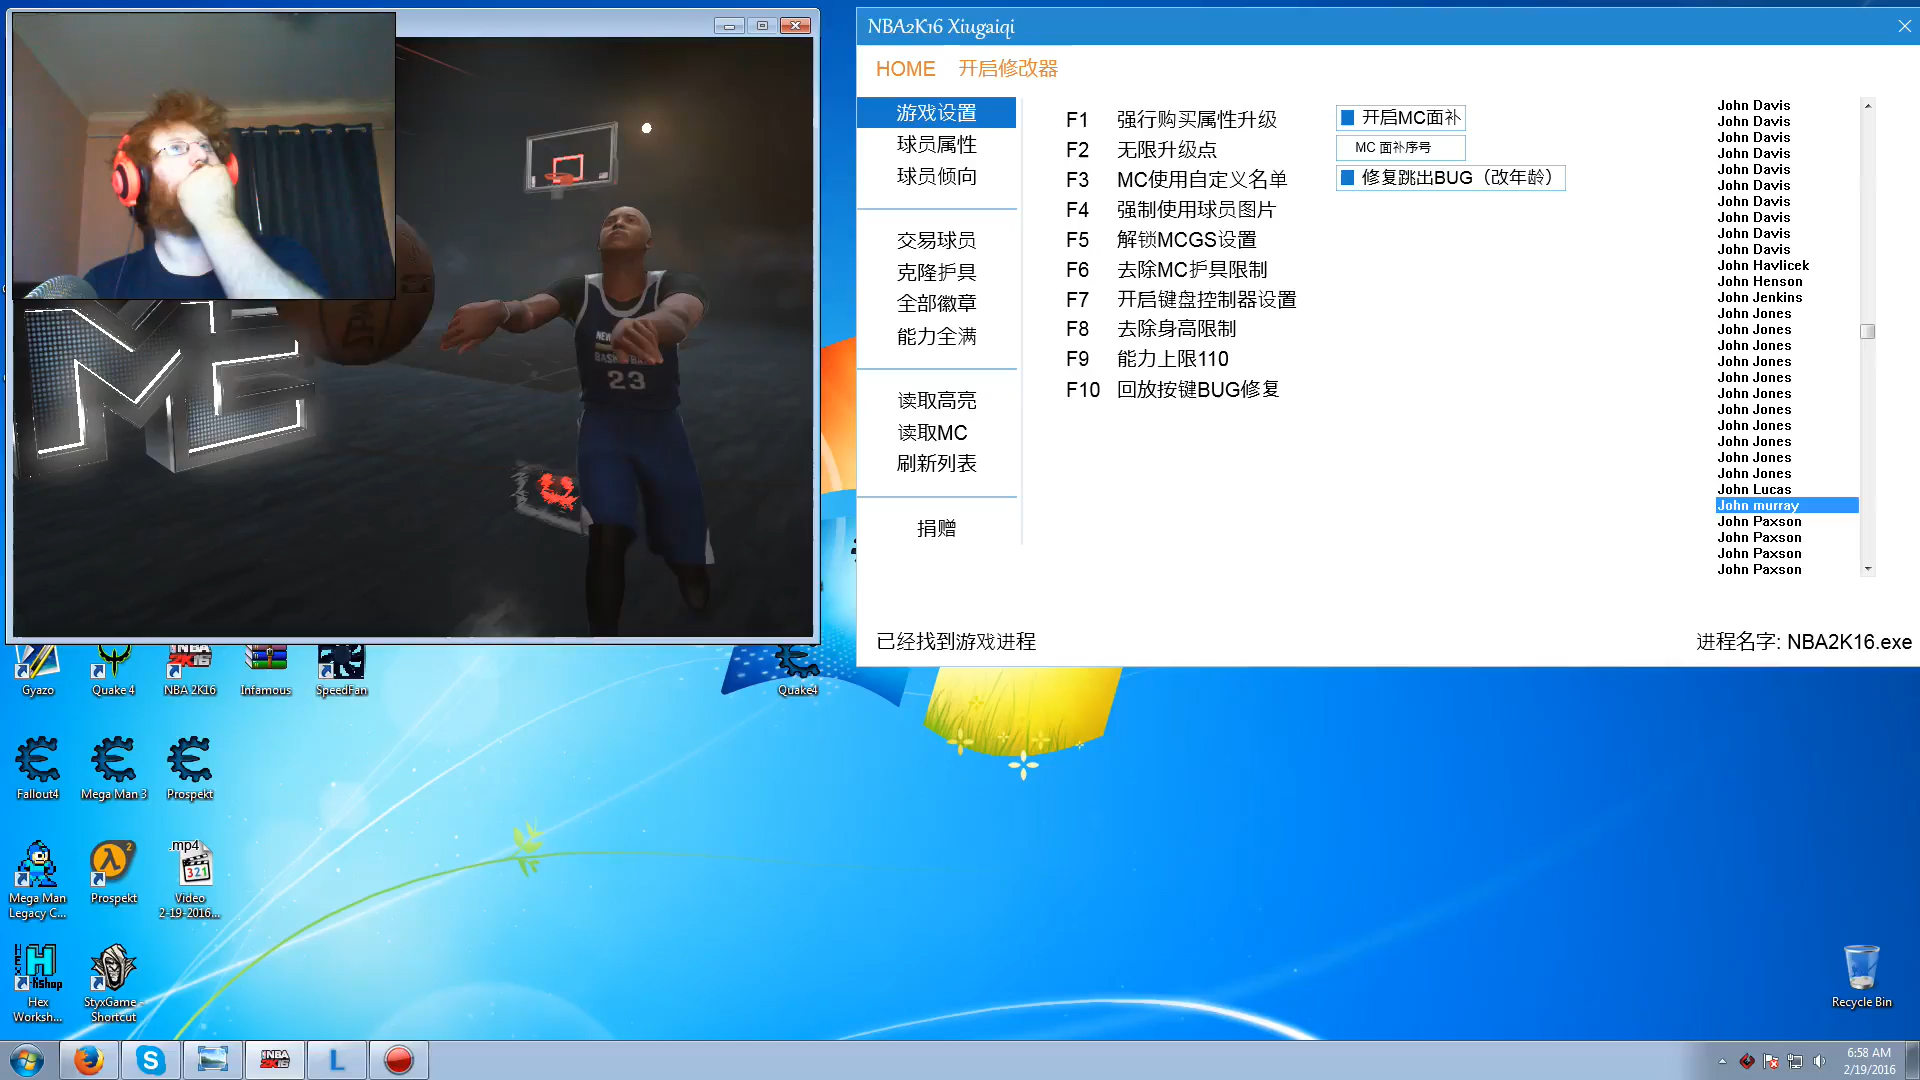 NEW
BASKETBALL
23
ME
NBA2K16 Xiugaiqi
HOME 开启修改器
游戏设置
球员属性
球员倾向
交易球员
克隆护具
全部徽章
能力全满
读取高亮
读取MC
刷新列表
捐赠
F1 强行购买属性升级
F2 无限升级点
F3 MC使用自定义名单
F4 强制使用球员图片
F5 解锁MCGS设置
F6 去除MC护具限制
F7 开启键盘控制器设置
F8 去除身高限制
F9 能力上限110
F10 回放按键BUG修复
开启MC面补
MC 面补序号
修复跳出BUG（改年龄）
John Davis
John Davis
John Davis
John Davis
John Davis
John Davis
John Davis
John Davis
John Davis
John Davis
John Havlicek
John Henson
John Jenkins
John Jones
John Jones
John Jones
John Jones
John Jones
John Jones
John Jones
John Jones
John Jones
John Jones
John Jones
John Lucas
John murray
John Paxson
John Paxson
John Paxson
John Paxson
已经找到游戏进程
进程名字: NBA2K16.exe
Gyazo
Quake 4
NBA 2K16
Infamous
SpeedFan
Quake4
Fallout4
Mega Man 3
Prospekt
Mega Man
Legacy C...
Prospekt
.mp4
321
Video
2-19-2016...
Hex
Worksh...
StyxGame -
Shortcut
Recycle Bin
NBA
2K16
6:58 AM
2/19/2016